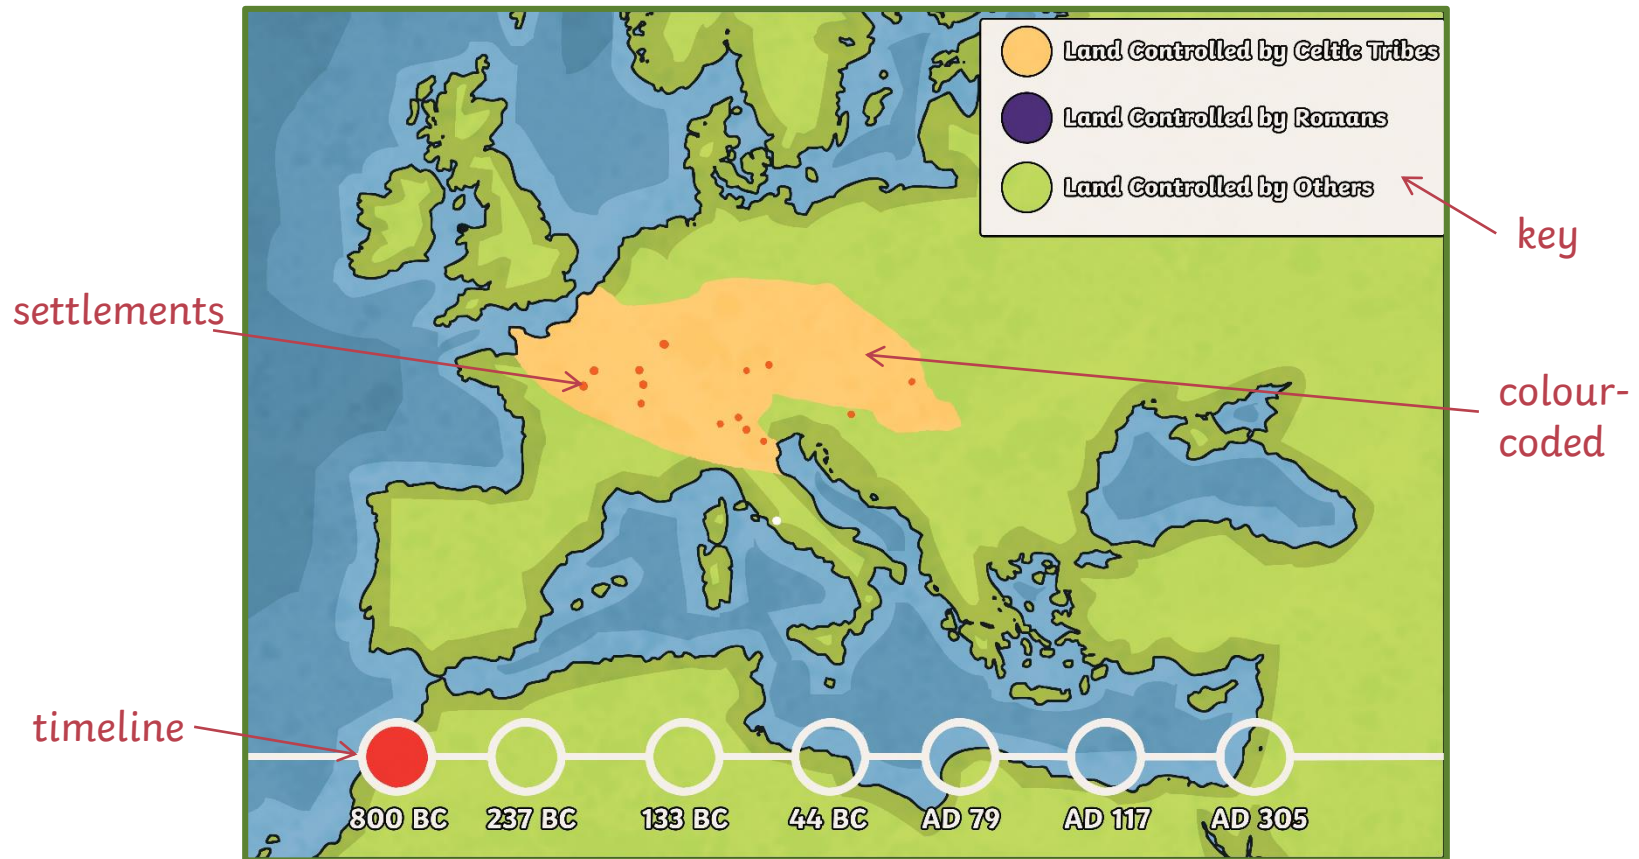 Land Controlled by Celtic Tribes
Land Controlled by Romans
Land Controlled by Others
key
settlements
colour-
coded
timeline
800 BC 237 BC 133 BC 44 BC AD 79 AD 117 AD 305